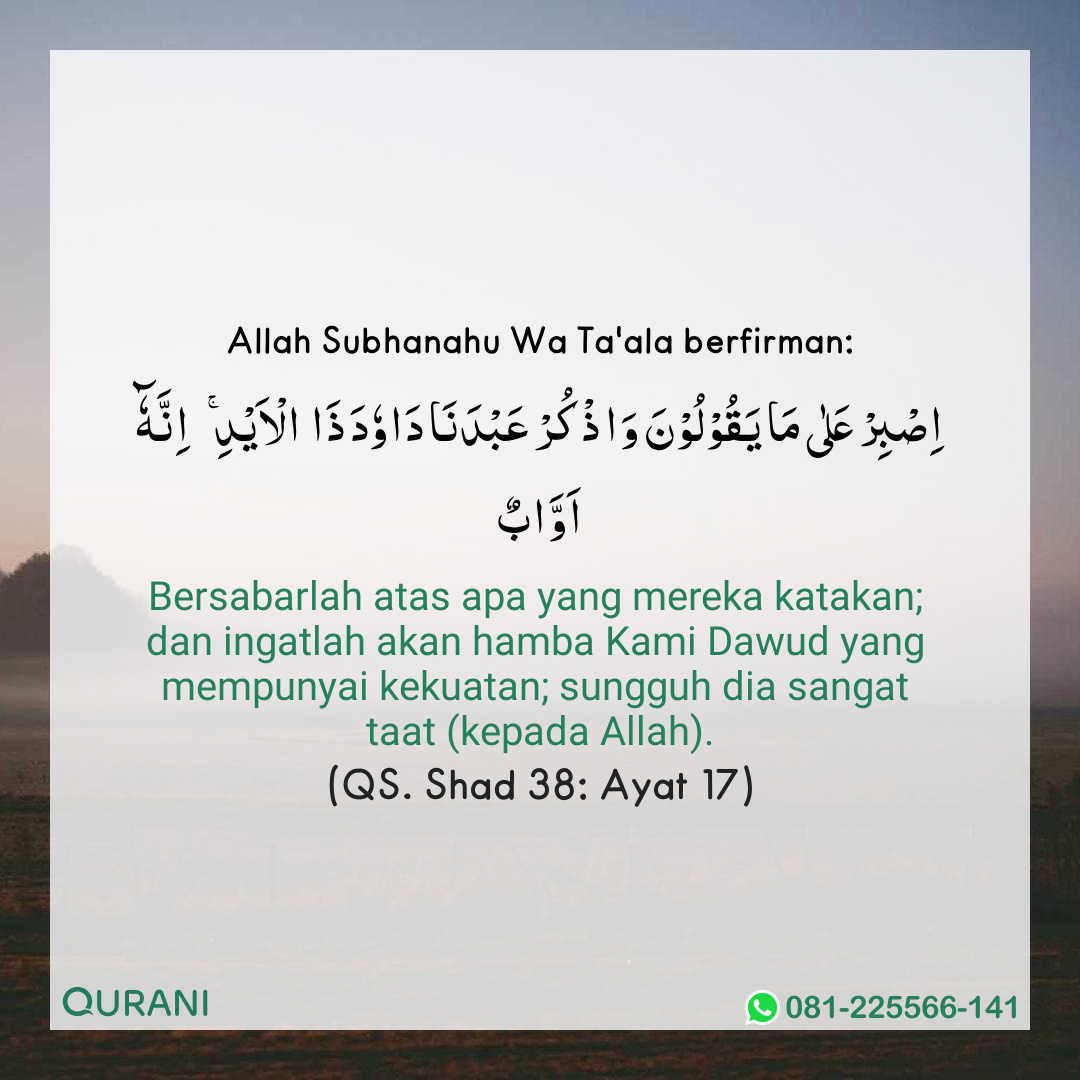 Allah Subhanahu Wa Ta'ala berfirman:
اِصْبِرْ عَلٰى مَا يَقُوْلُوْنَ وَاذْكُرْ عَبْدَنَا دَاوٗدَ ذَا الْاَيْدِۚ اِنَّهٗٓ
اَوَّابٌ
Bersabarlah atas apa yang mereka katakan;
dan ingatlah akan hamba Kami Dawud yang
mempunyai kekuatan; sungguh dia sangat
taat (kepada Allah).
(QS. Shad 38: Ayat 17)
QURANI
081-225566-141